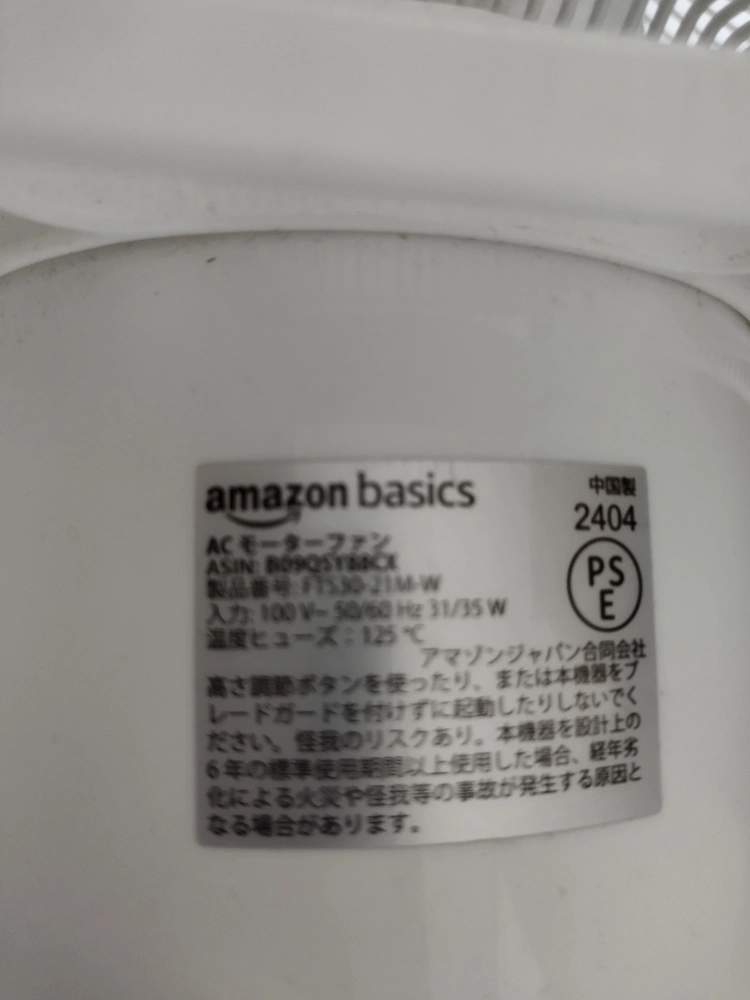 amazon basics
中国製
2404
PS
E
AC モーターファン
ASIN:
製品番号: FTS30-21M-W
入力: 100 V~ 50/60 Hz 31/35 W
温度ヒューズ：125 ℃
アマゾンジャパン合同会社
高さ調節ボタンを使ったり、または本機器をブ
レードガードを付けずに起動したりしないでく
ださい。怪我のリスクあり。本機器を設計上の
6 年の標準使用期間以上使用した場合、経年劣
化による火災や怪我等の事故が発生する原因と
なる場合があります。